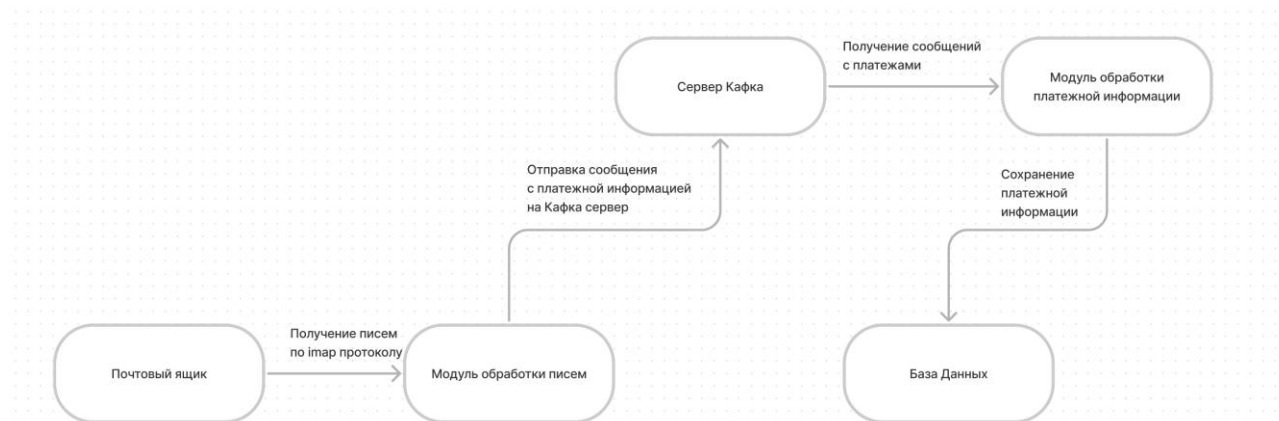 Сервер Кафка
Получение сообщений
с платежами
Модуль обработки
платежной информации
Отправка сообщения
с платежной информацией
на Кафка сервер
Сохранение
платежной
информации
Почтовый ящик
Получение писем
по imap протоколу
Модуль обработки писем
База Данных